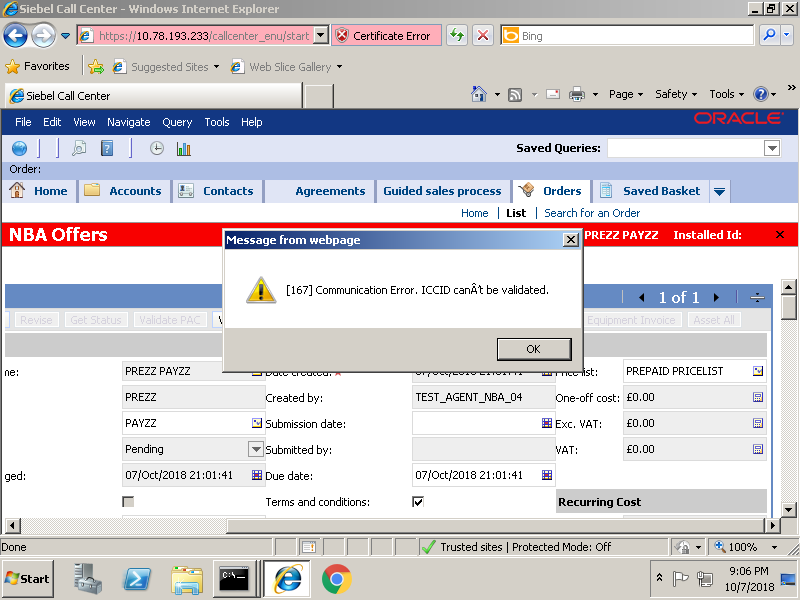 Siebel Call Center - Windows Internet Explorer
https://10.78.193.233/callcenter_enu/start
Certificate Error
Bing
Favorites
Suggested Sites
Web Slice Gallery
Siebel Call Center
Page
Safety
Tools
File Edit View Navigate Query Tools Help
ORACLE
Saved Queries:
Order:
Home
Accounts
Contacts
Agreements
Guided sales process
Orders
Saved Basket
Home | List | Search for an Order
NBA Offers
PREZZ PAYZZ Installed Id:
Message from webpage
[167] Communication Error. ICCID canÂ't be validated.
OK
1 of 1
Revise
Get Status
Validate PAC
Equipment Invoice
Asset All
me:
PREZZ PAYZZ
Date created:
07/Oct/2018 21:01:41
Price list:
PREPAID PRICELIST
PREZZ
Created by:
TEST_AGENT_NBA_04
One-off cost:
£0.00
PAYZZ
Submission date:
Exc. VAT:
£0.00
Pending
Submitted by:
VAT:
£0.00
ged:
07/Oct/2018 21:01:41
Due date:
07/Oct/2018 21:01:41
Terms and conditions:
Recurring Cost
Done
Trusted sites | Protected Mode: Off
100%
Start
C:\.
9:06 PM
10/7/2018